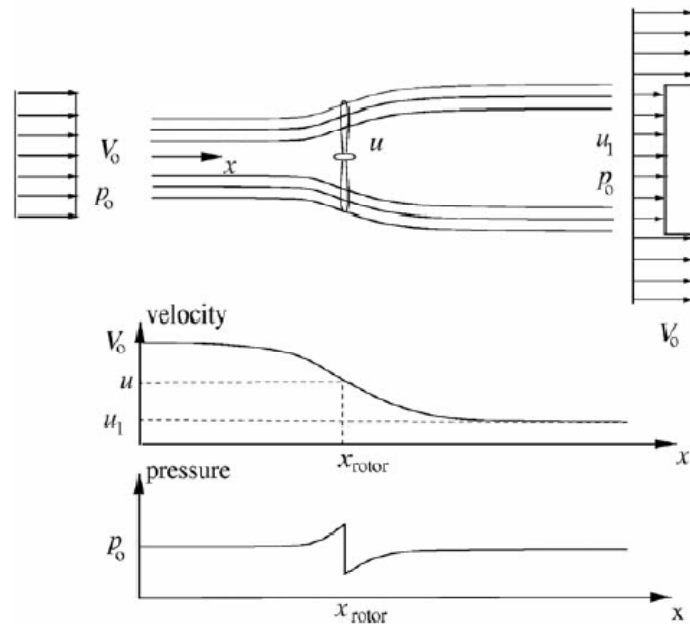 V₀
x
p₀
u
u₁
p₀
V₀
velocity
V₀
u
u₁
x_rotor
x
pressure
p₀
x_rotor
x